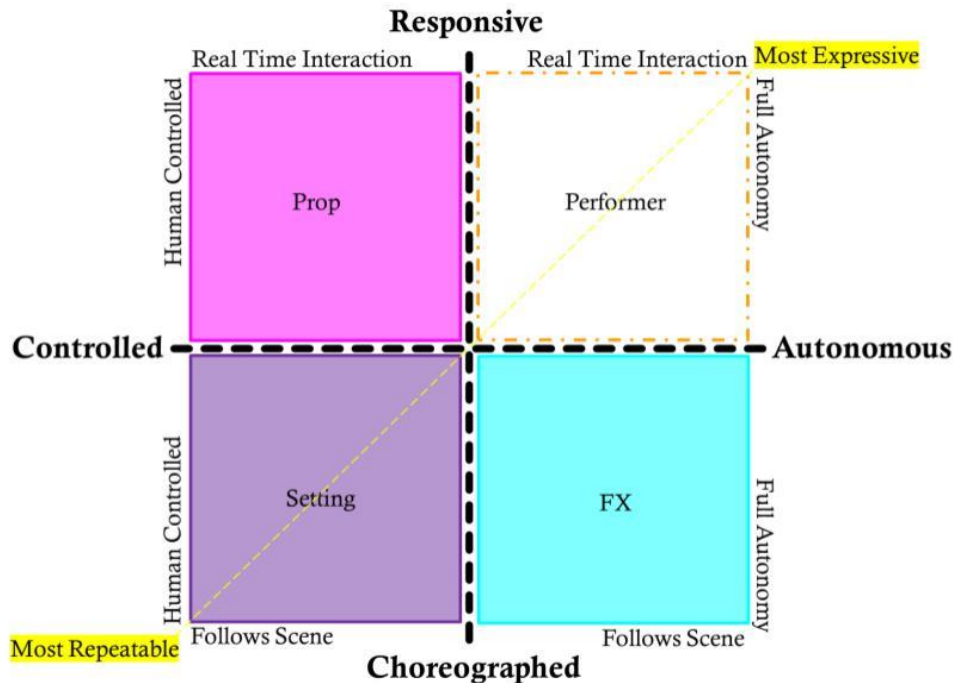 Responsive
Real Time Interaction
Real Time Interaction
Most Expressive
Human Controlled
Full Autonomy
Prop
Performer
Controlled
Autonomous
Human Controlled
Full Autonomy
Setting
FX
Most Repeatable
Follows Scene
Follows Scene
Choreographed